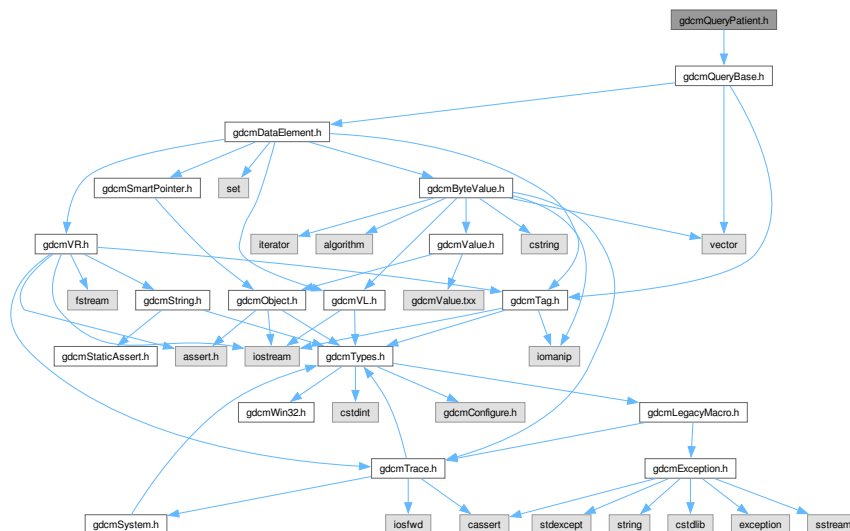 gdcmQueryPatient.h
gdcmQueryBase.h
gdcmDataElement.h
gdcmSmartPointer.h
set
gdcmByteValue.h
gdcmVR.h
iterator
algorithm
gdcmValue.h
cstring
vector
fstream
gdcmString.h
gdcmObject.h
gdcmVL.h
gdcmValue.txx
gdcmTag.h
gdcmStaticAssert.h
assert.h
iostream
gdcmTypes.h
iomanip
gdcmWin32.h
cstdint
gdcmConfigure.h
gdcmLegacyMacro.h
gdcmTrace.h
gdcmException.h
gdcmSystem.h
iosfwd
cassert
stdexcept
string
cstdlib
exception
sstream